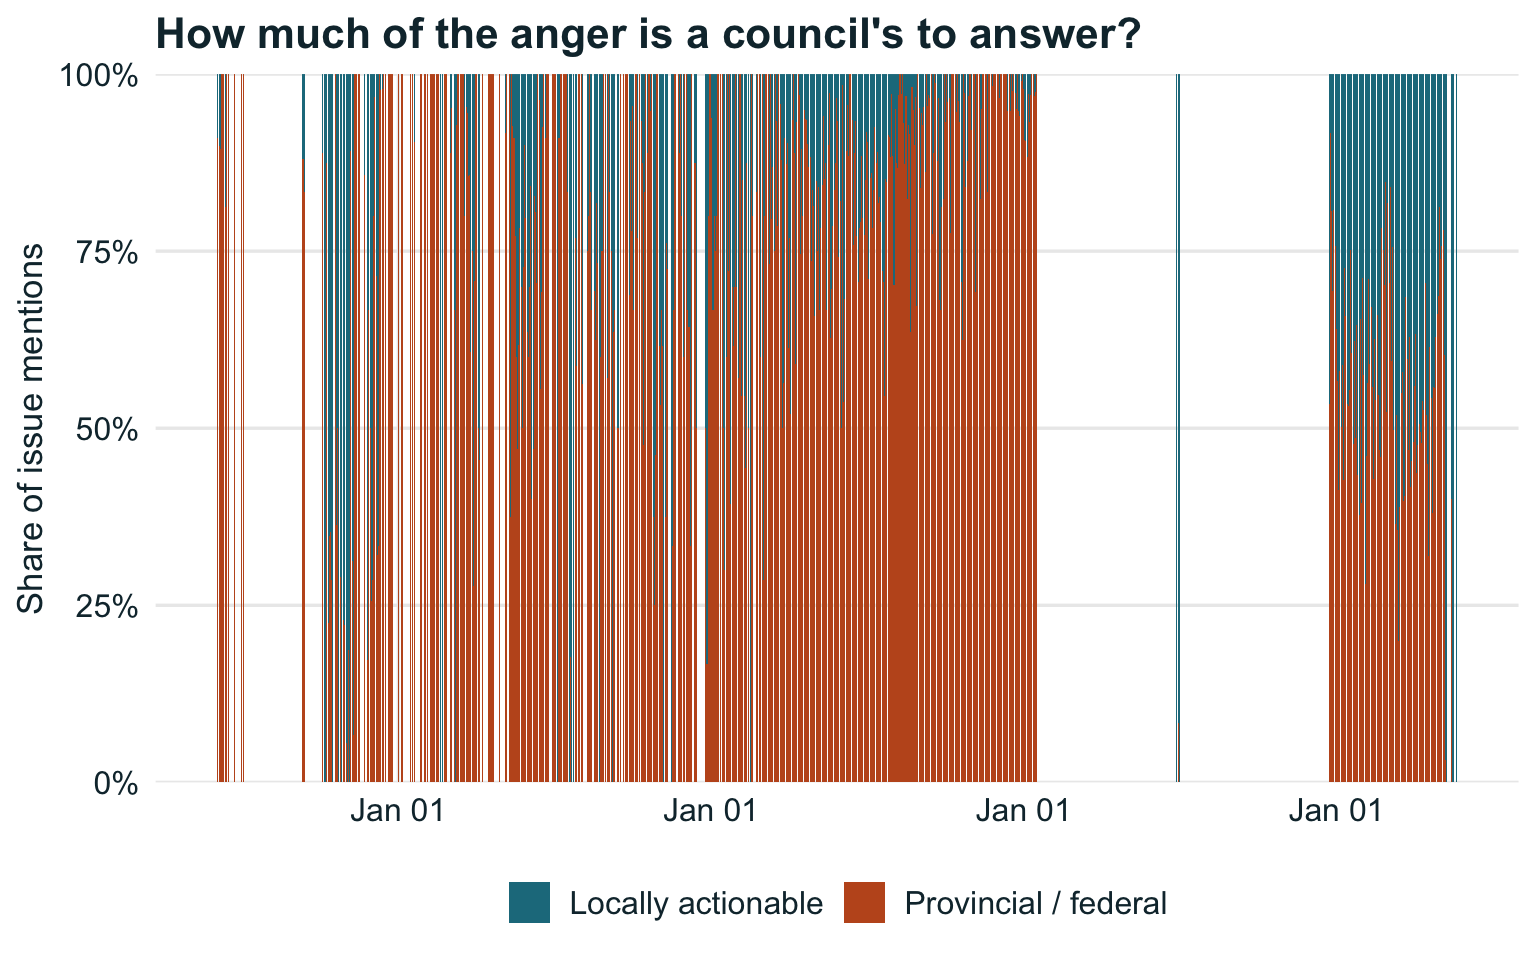 How much of the anger is a council's to answer?
Share of issue mentions
100%
75%
50%
25%
0%
Jan 01 Jan 01 Jan 01 Jan 01
Locally actionable Provincial / federal